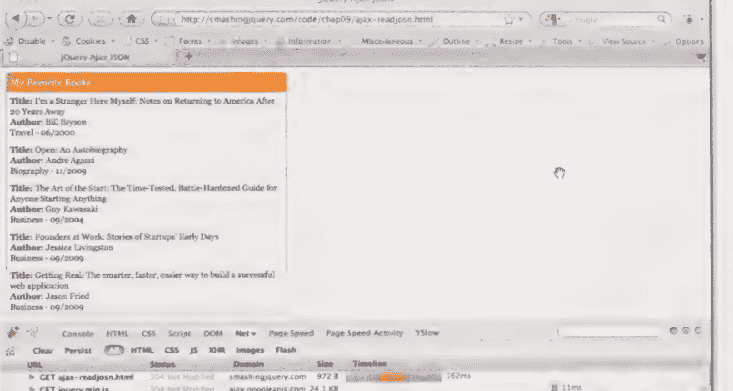 http://smashingjquery.com/code/chap09/ajax-readjosn.html
Disable Cookies CSS Forms Images Information Miscellaneous Outline Resize Tools View Source Options
jQuery Ajax JSON
My Favorite Books
Title: I'm a Stranger Here Myself: Notes on Returning to America After
20 Years Away
Author: Bill Bryson
Travel - 06/2000
Title: Open: An Autobiography
Author: Andre Agassi
Biography - 11/2009
Title: The Art of the Start: The Time-Tested, Battle-Hardened Guide for
Anyone Starting Anything
Author: Guy Kawasaki
Business - 09/2004
Title: Founders at Work: Stories of Startups' Early Days
Author: Jessica Livingston
Business - 09/2009
Title: Getting Real: The smarter, faster, easier way to build a successful
web application
Author: Jason Fried
Business - 09/2009
Console HTML CSS Script DOM Net Page Speed Page Speed Activity YSlow
Clear Persist All HTML CSS JS XHR Images Flash
URL Status Domain Size Timeline
GET ajax-readjosn.html 304 Not Modified smashingjquery.com 972 B 162ms
GET jquery.min.js 304 Not Modified ajax.googleapis.com 24.1 KB 11ms